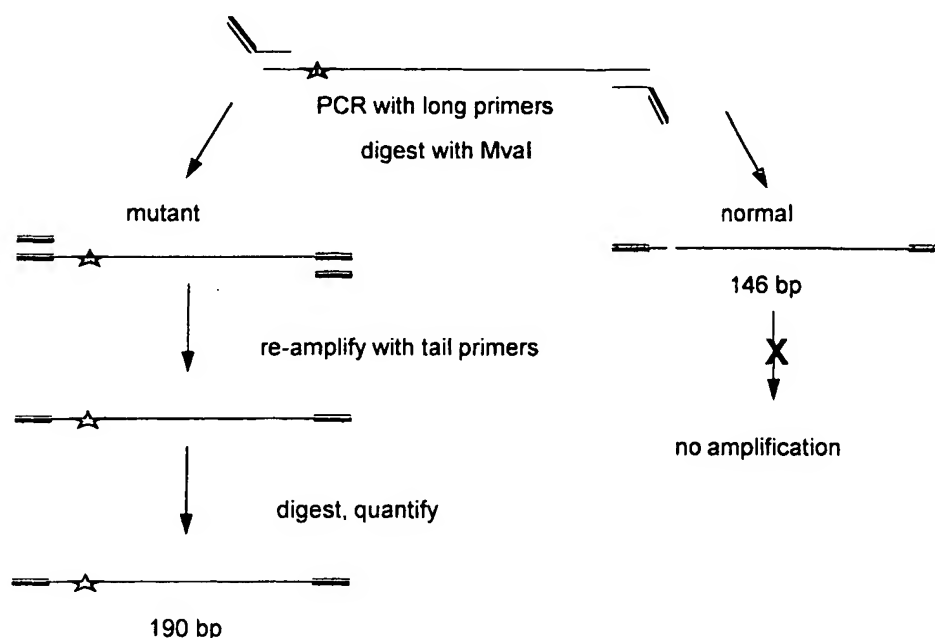 PCR with long primers
digest with MvaI
mutant
normal
146 bp
re-amplify with tail primers
X
no amplification
digest, quantify
190 bp